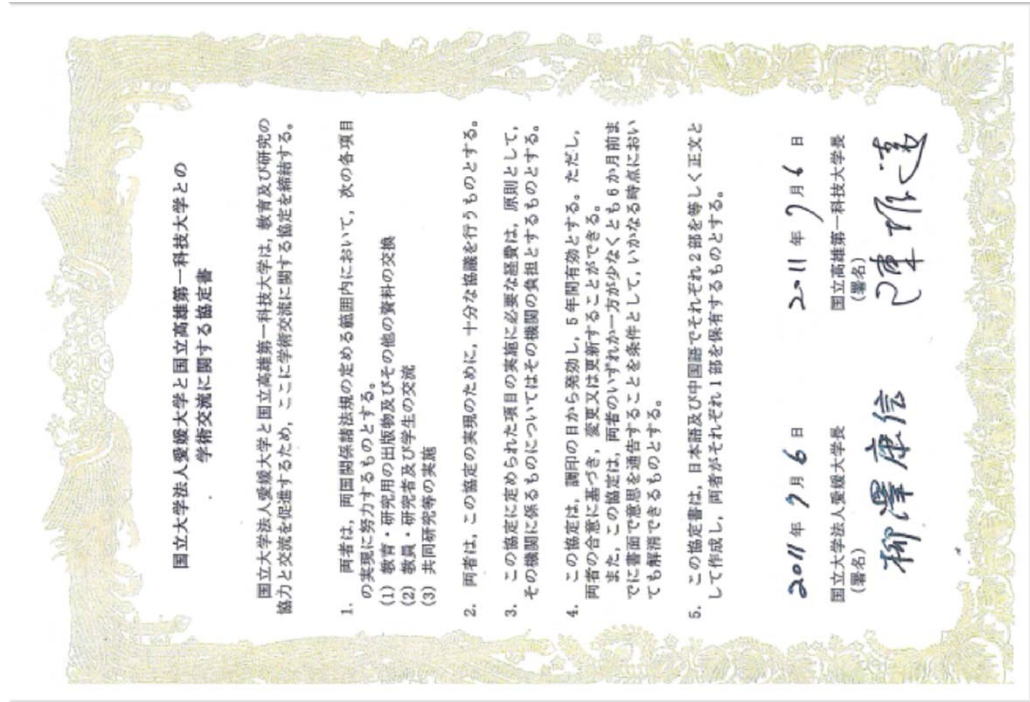 国立大学法人愛媛大学と国立高雄第一科技大学との
学術交流に関する協定書
国立大学法人愛媛大学と国立高雄第一科技大学は，教育及び研究の
協力と交流を促進するため，ここに学術交流に関する協定を締結する。
1. 両者は，両国関係諸法規の定める範囲内において，次の各項目
の実現に努力するものとする。
(1) 教育・研究用の出版物及びその他の資料の交換
(2) 教員・研究者及び学生の交流
(3) 共同研究等の実施
2. 両者は，この協定の実現のために，十分な協議を行うものとする。
3. この協定に定められた項目の実施に必要な経費は，原則として，
その機関に係るものについてはその機関の負担とするものとする。
4. この協定は，調印の日から発効し，5年間有効とする。ただし，
両者の合意に基づき，変更又は更新することができる。
また，この協定は，両者のいずれか一方が少なくとも6か月前ま
でに書面で意思を通告することを条件として，いかなる時点におい
ても解消できるものとする。
5. この協定書は，日本語及び中国語でそれぞれ2部を等しく正文と
して作成し，両者がそれぞれ1部を保有するものとする。
2011年9月6日
国立大学法人愛媛大学長
(署名)
柳澤康信
2011年9月6日
国立高雄第一科技大学長
(署名)
陳振遠